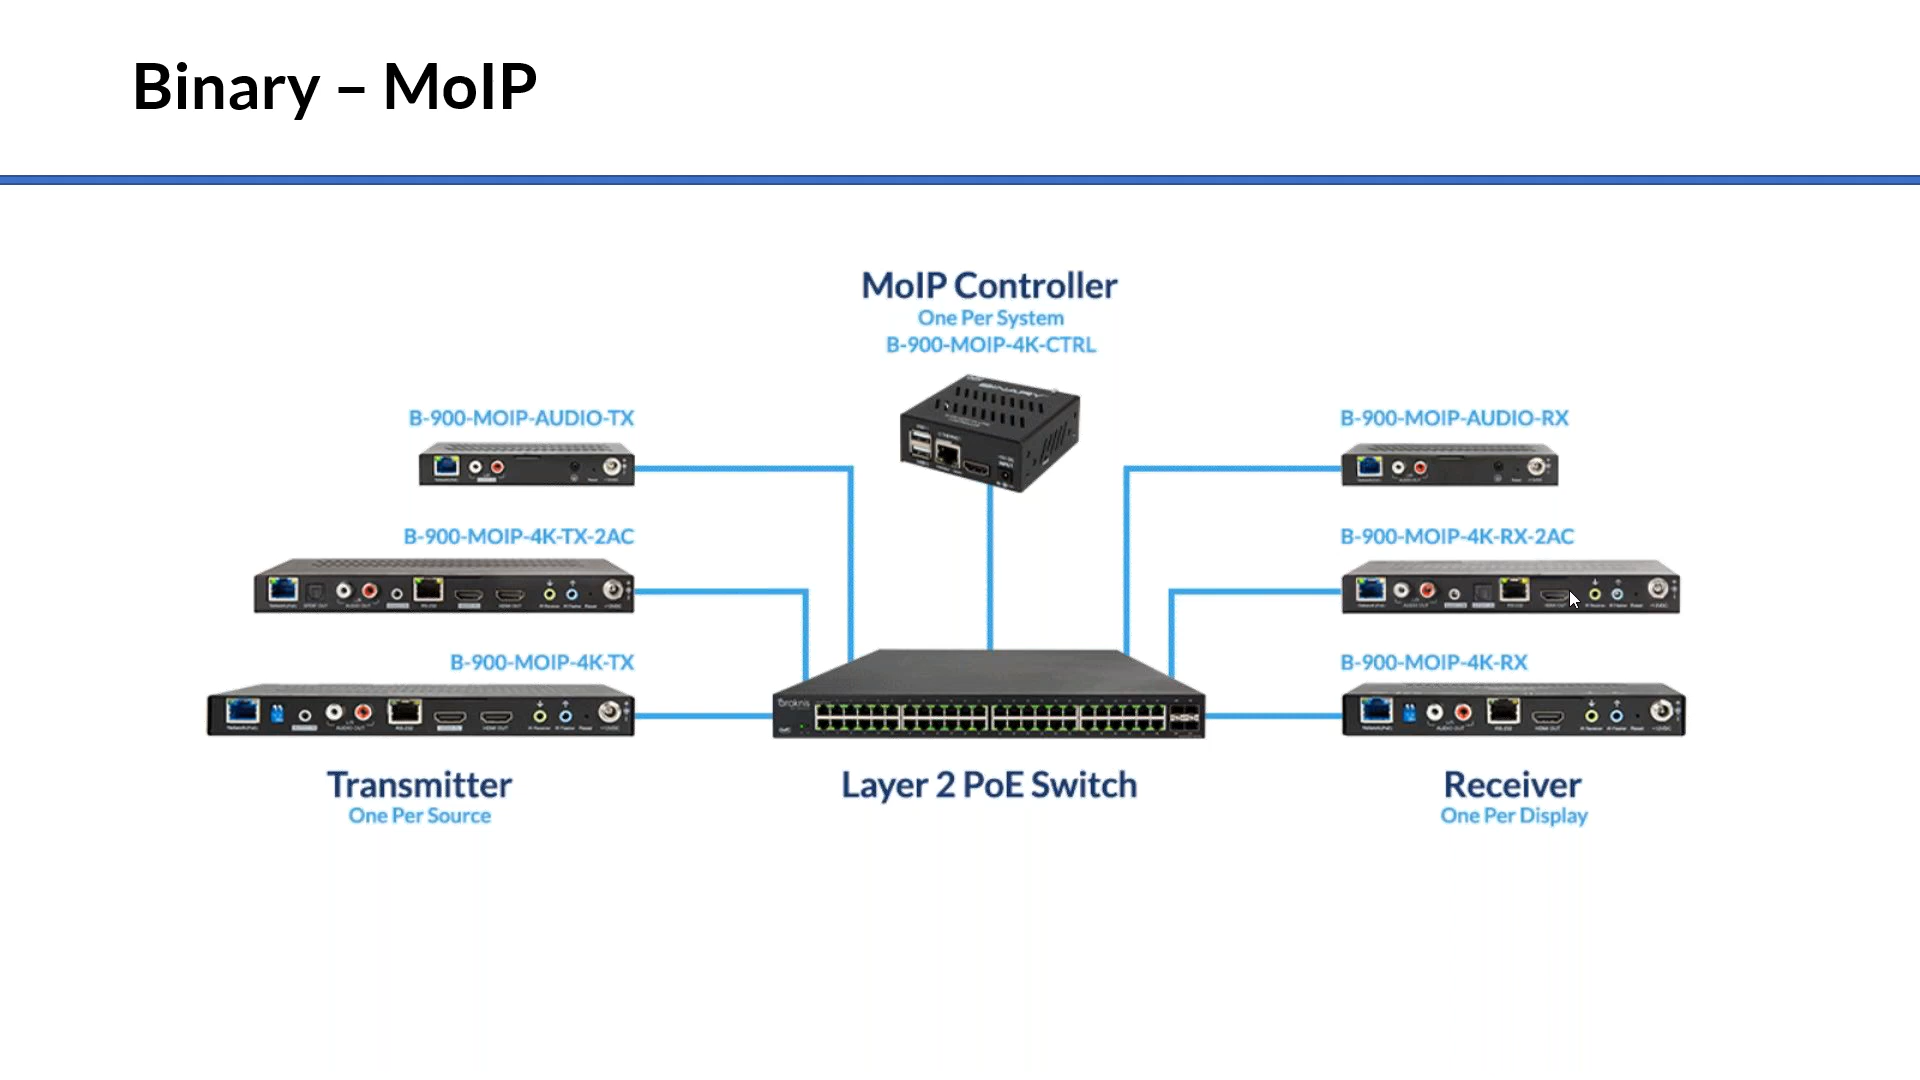 Binary – MoIP
MoIP Controller
One Per System
B-900-MOIP-4K-CTRL
BINARY
B-900-MOIP-AUDIO-TX
B-900-MOIP-AUDIO-RX
B-900-MOIP-4K-TX-2AC
B-900-MOIP-4K-RX-2AC
B-900-MOIP-4K-TX
B-900-MOIP-4K-RX
araknis
Transmitter
One Per Source
Layer 2 PoE Switch
Receiver
One Per Display